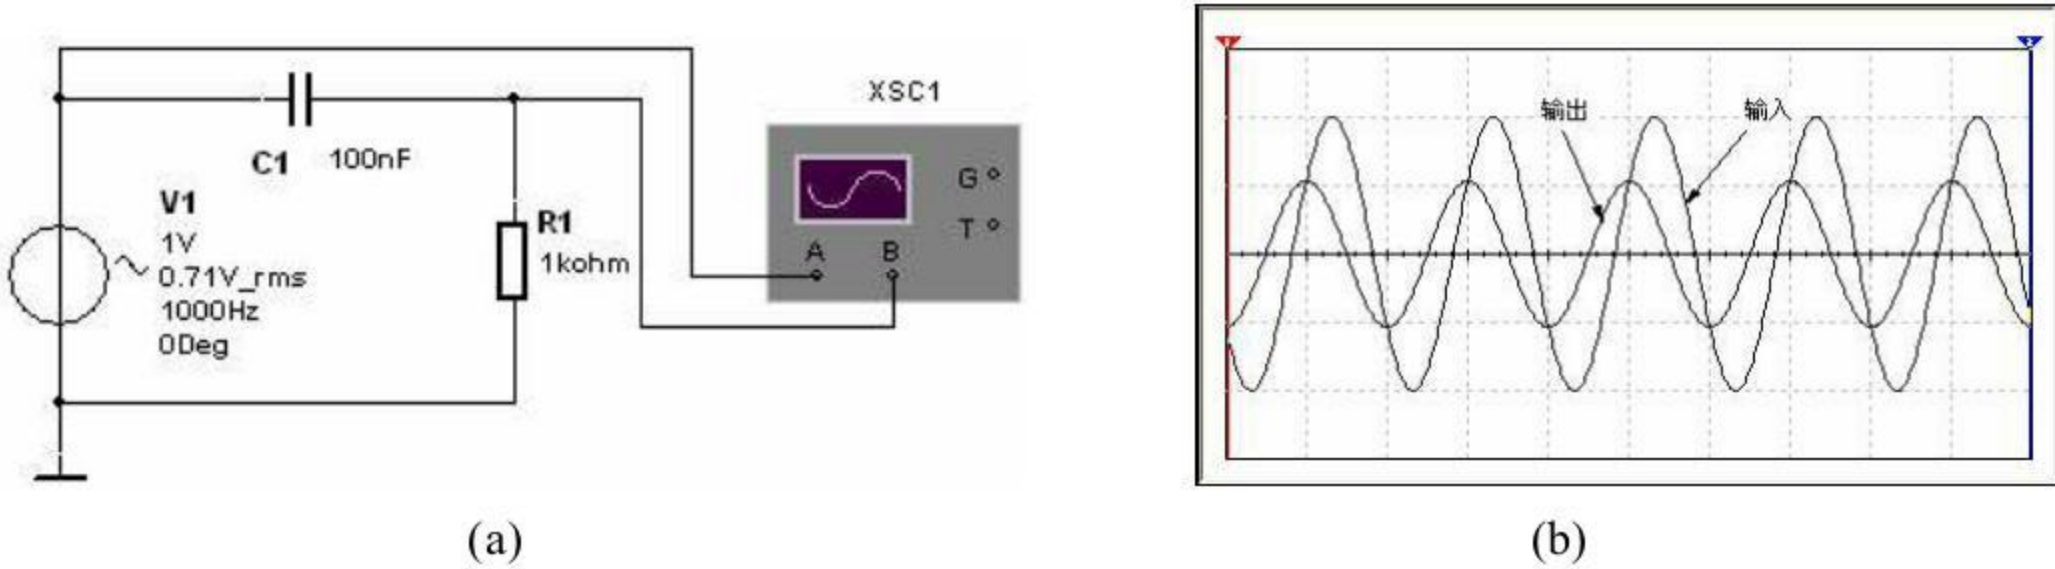 XSC1
G
T
A
B
C1
100nF
V1
1V
0.71V_rms
1000Hz
0Deg
R1
1kohm
(a)
输出
输入
(b)